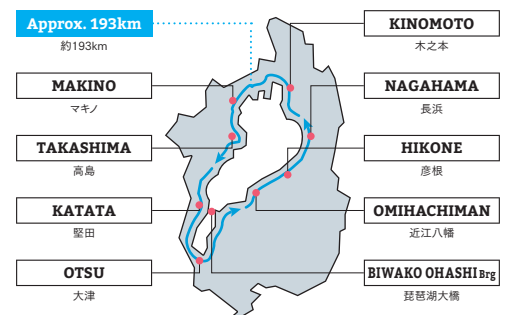 Approx. 193km
約193km
MAKINO
マキノ
TAKASHIMA
高島
KATATA
堅田
OTSU
大津
KINOMOTO
木之本
NAGAHAMA
長浜
HIKONE
彦根
OMIHACHIMAN
近江八幡
BIWAKO OHASHI Brg
琵琶湖大橋